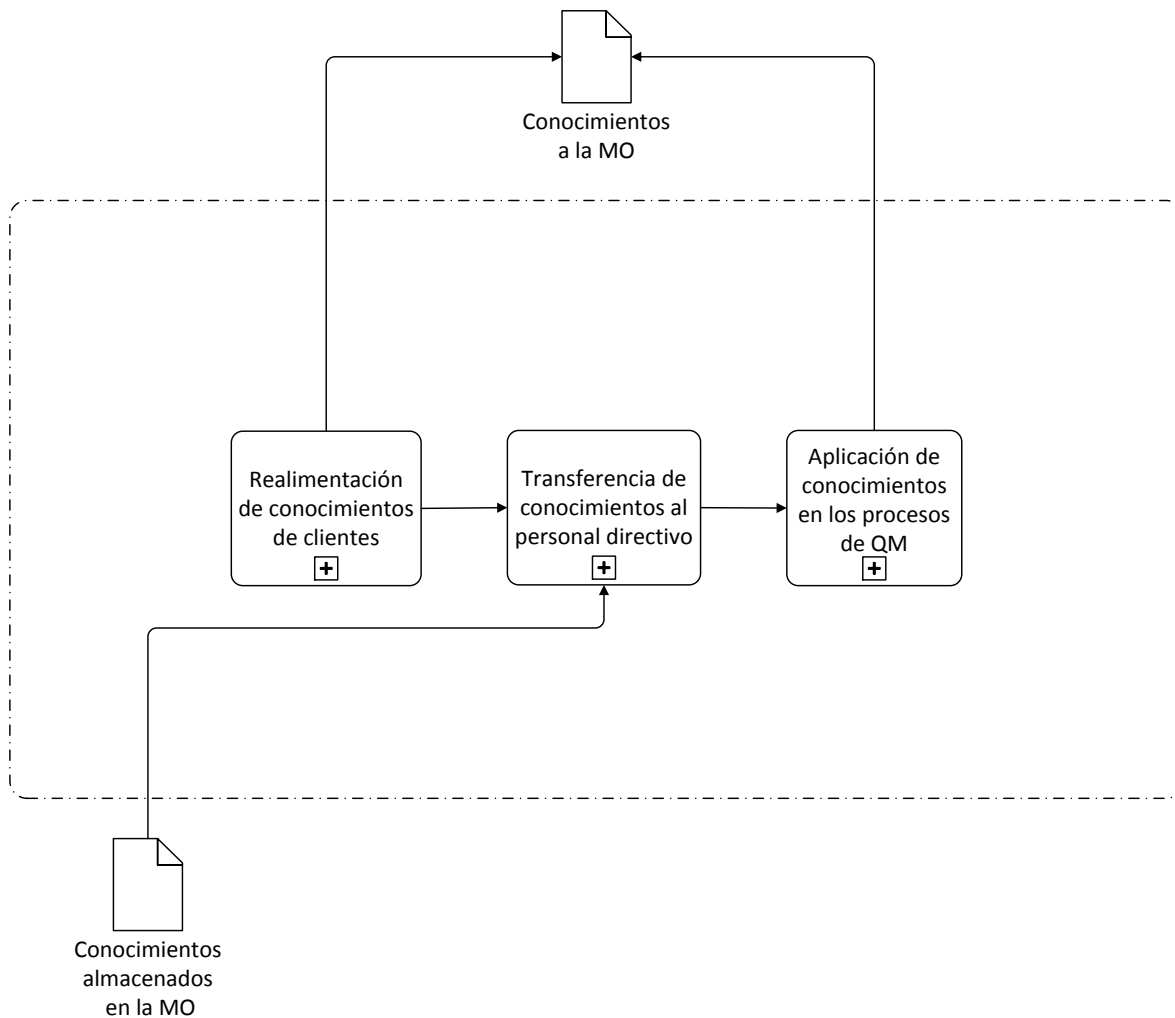 Conocimientos
a la MO
Realimentación
de conocimientos
de clientes
Transferencia de
conocimientos al
personal directivo
Aplicación de
conocimientos
en los procesos
de QM
Conocimientos
almacenados
en la MO